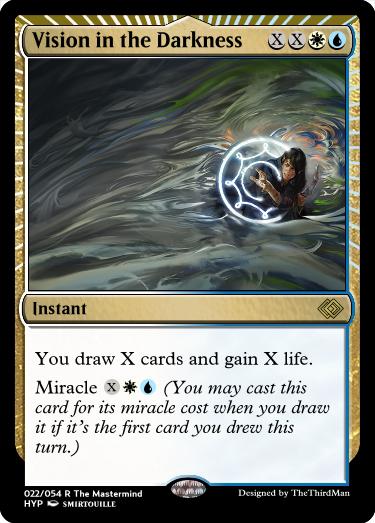 Vision in the Darkness XXWU
Instant
You draw X cards and gain X life.
Miracle X (You may cast this
card for its miracle cost when you draw
it if it's the first card you drew this
turn.)
022/054 R The Mastermind
HYP SMIRTOUILLE
Designed by TheThirdMan